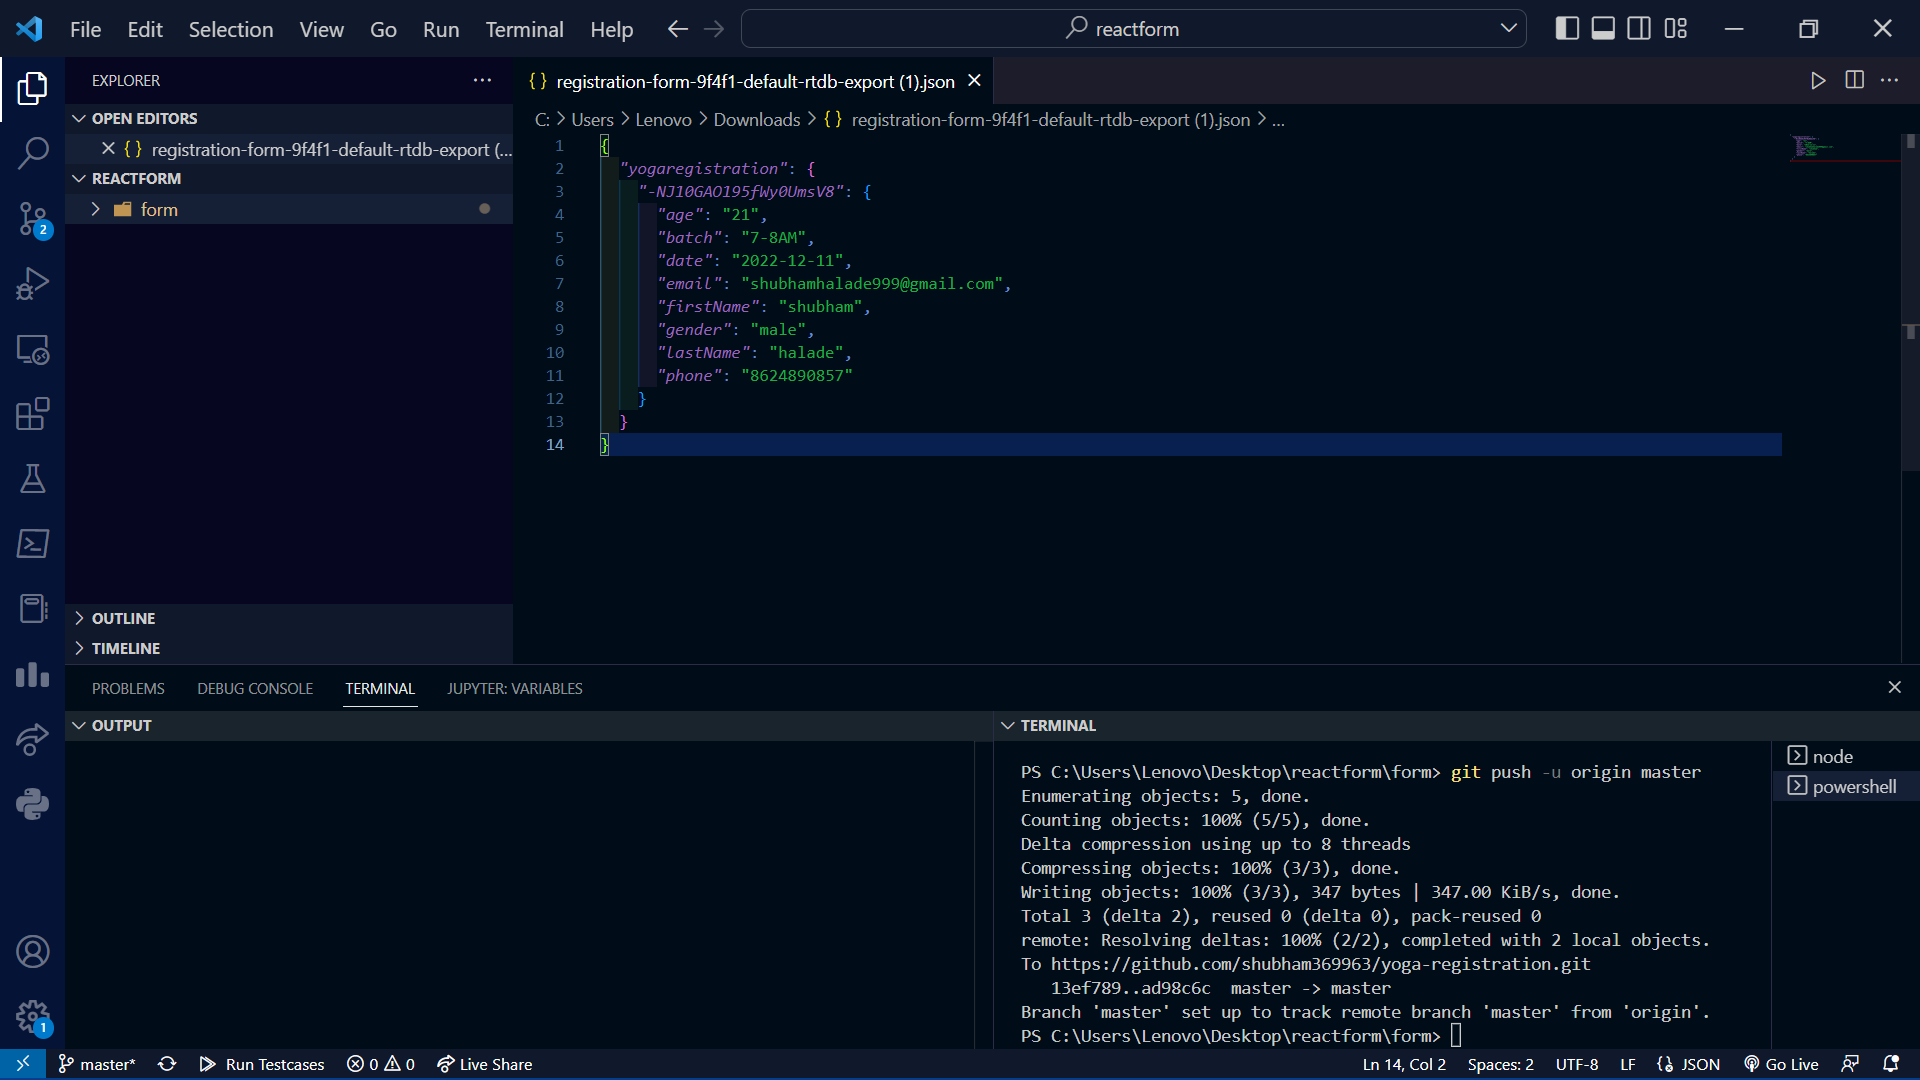 File Edit Selection View Go Run Terminal Help
reactform
EXPLORER
OPEN EDITORS
registration-form-9f4f1-default-rtdb-export (...
REACTFORM
form
2
OUTLINE
TIMELINE
{} registration-form-9f4f1-default-rtdb-export (1).json
C: > Users > Lenovo > Downloads > {} registration-form-9f4f1-default-rtdb-export (1).json > ...
1 {
2 "yogaregistration": {
3 "-NJ10GAO195fWy0UmsV8": {
4 "age": "21",
5 "batch": "7-8AM",
6 "date": "2022-12-11",
7 "email": "shubhamhalade999@gmail.com",
8 "firstName": "shubham",
9 "gender": "male",
10 "lastName": "halade",
11 "phone": "8624890857"
12 }
13 }
14 }
PROBLEMS DEBUG CONSOLE TERMINAL JUPYTER: VARIABLES
OUTPUT
TERMINAL
PS C:\Users\Lenovo\Desktop\reactform\form> git push -u origin master
Enumerating objects: 5, done.
Counting objects: 100% (5/5), done.
Delta compression using up to 8 threads
Compressing objects: 100% (3/3), done.
Writing objects: 100% (3/3), 347 bytes | 347.00 KiB/s, done.
Total 3 (delta 2), reused 0 (delta 0), pack-reused 0
remote: Resolving deltas: 100% (2/2), completed with 2 local objects.
To https://github.com/shubham369963/yoga-registration.git
13ef789..ad98c6c master -> master
Branch 'master' set up to track remote branch 'master' from 'origin'.
PS C:\Users\Lenovo\Desktop\reactform\form>
node
powershell
1
master* Run Testcases 0 0 Live Share
Ln 14, Col 2 Spaces: 2 UTF-8 LF {} JSON Go Live